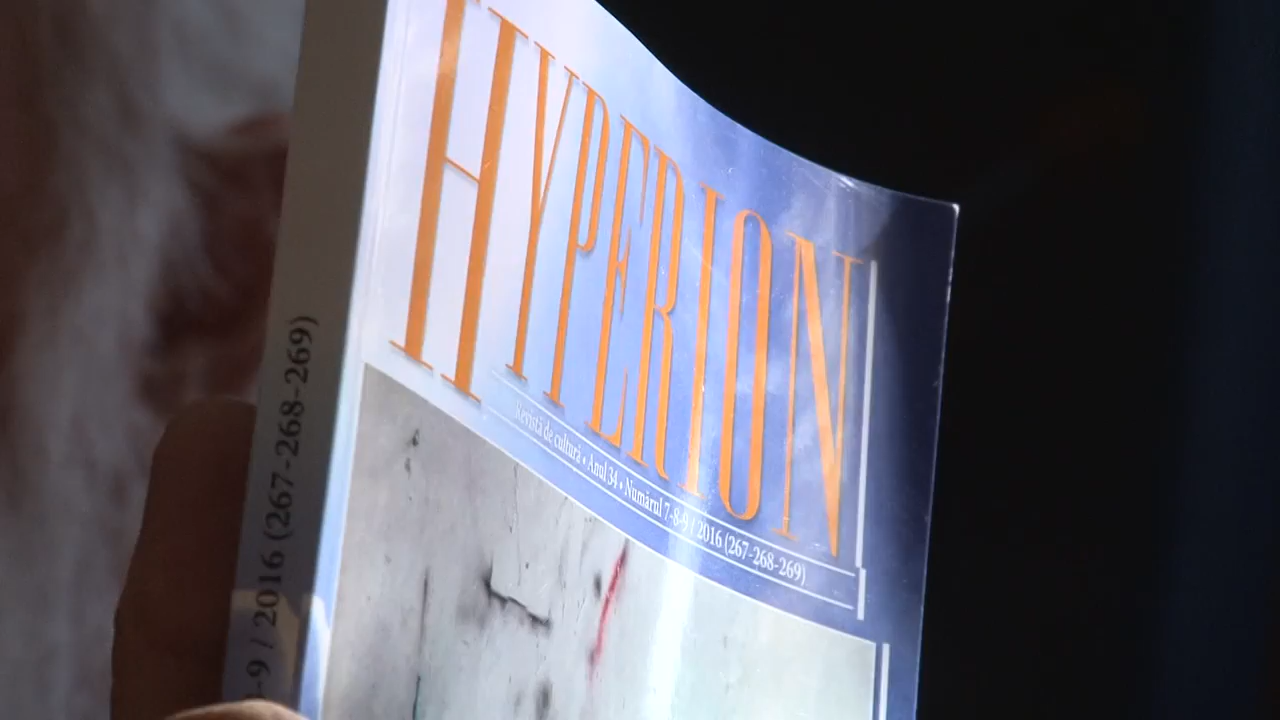 HYPERION
Revistă de cultură • Anul 34 • Numărul 7-8-9 / 2016 (267-268-269)
-9 / 2016 (267-268-269)